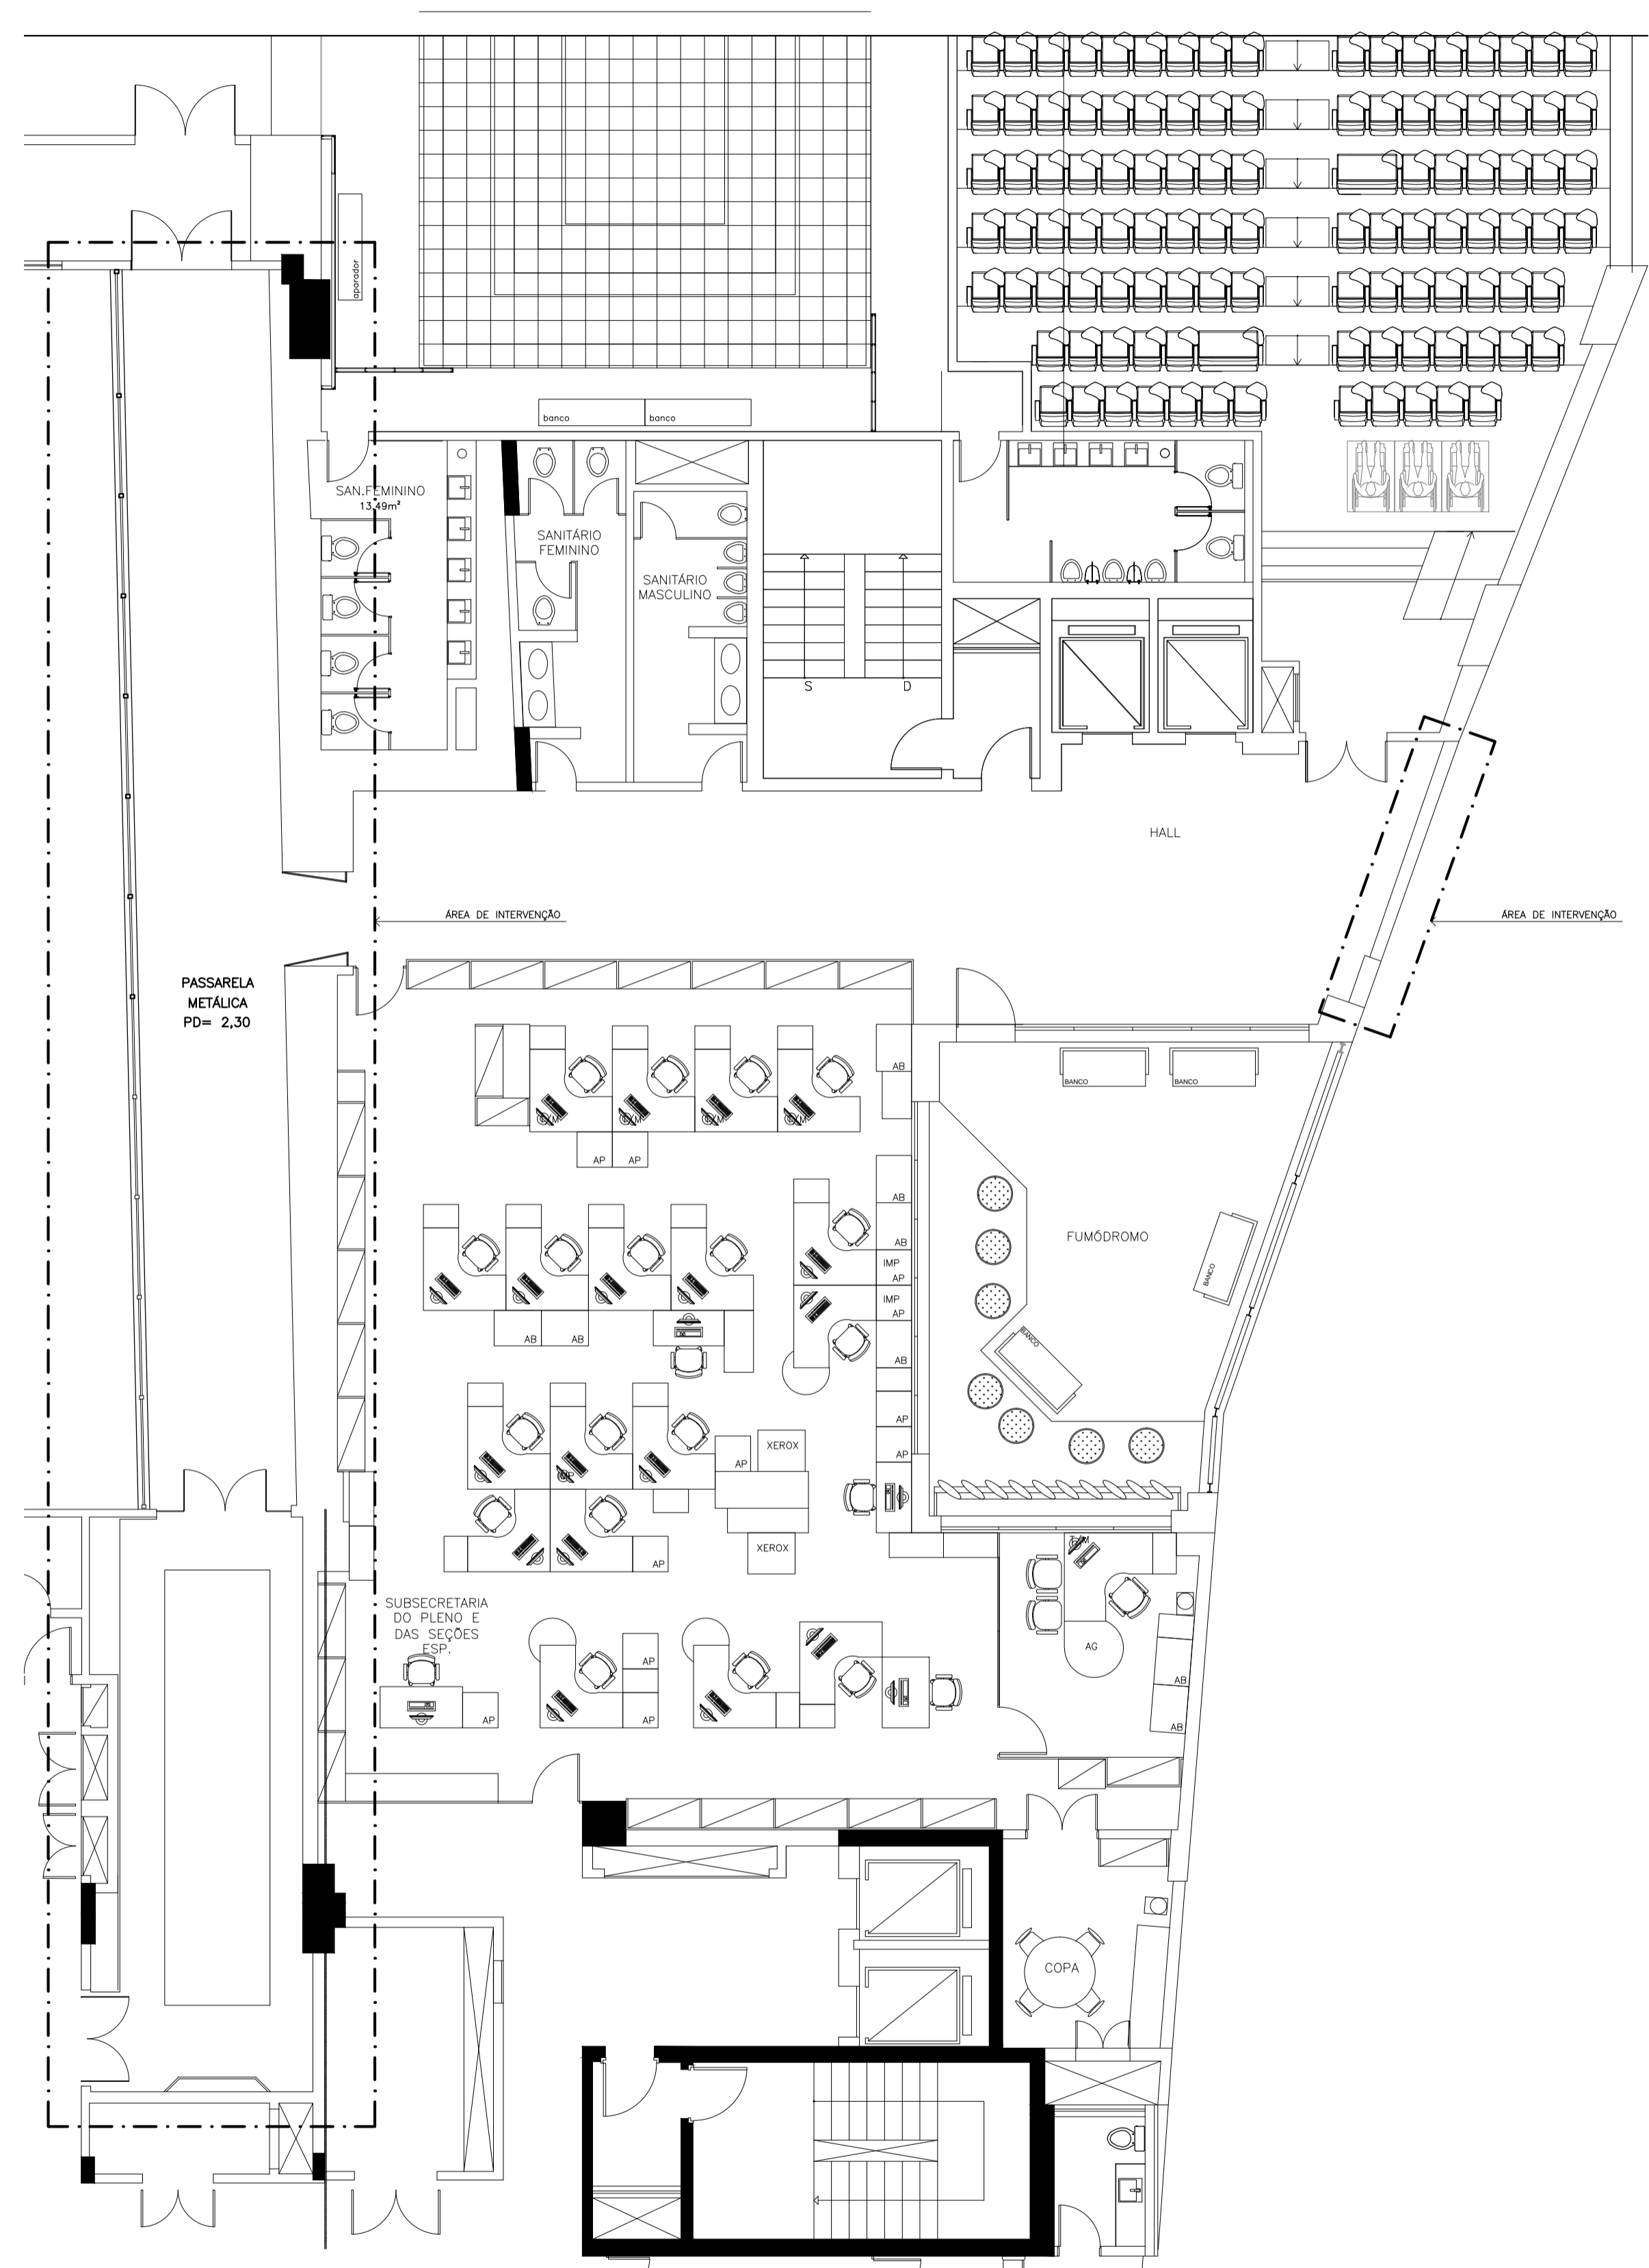 aparador
banco
banco
SAN.FEMININO
13,49m²
SANITÁRIO
FEMININO
SANITÁRIO
MASCULINO
S
D
HALL
ÁREA DE INTERVENÇÃO
ÁREA DE INTERVENÇÃO
PASSARELA
METÁLICA
PD= 2,30
BANCO
BANCO
AB
AP
AP
AB
AB
IMP
AP
IMP
AP
AB
AB
AB
FUMÓDROMO
BANCO
BANCO
AP
AP
AP
XEROX
XEROX
AP
SUBSECRETARIA
DO PLENO E
DAS SEÇÕES
ESP.
AG
AP
AP
AP
AB
AB
COPA